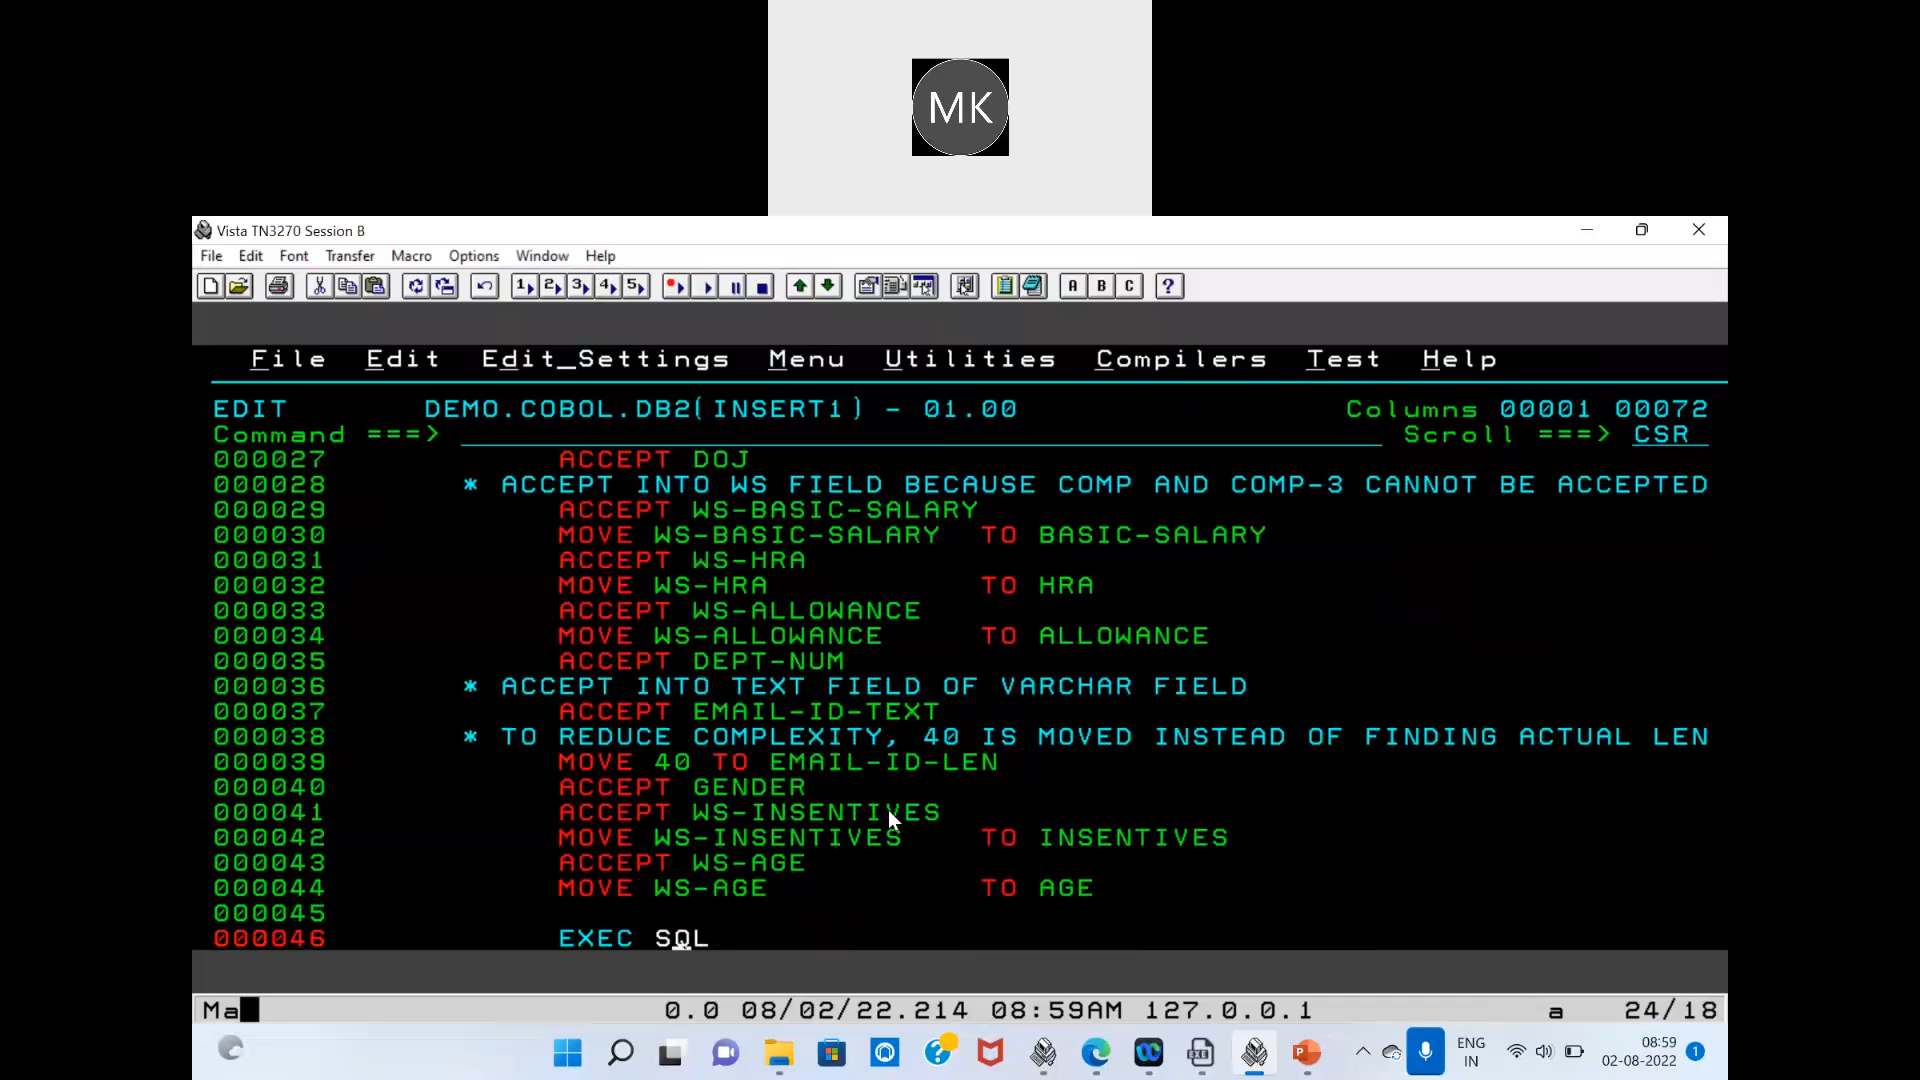 MK
Vista TN3270 Session B
File Edit Font Transfer Macro Options Window Help
1 2 3 4 5 A B C ?
File Edit Edit_Settings Menu Utilities Compilers Test Help
EDIT DEMO.COBOL.DB2(INSERT1) - 01.00 Columns 00001 00072
Command ===> Scroll ===> CSR
000027 ACCEPT DOJ
000028 * ACCEPT INTO WS FIELD BECAUSE COMP AND COMP-3 CANNOT BE ACCEPTED
000029 ACCEPT WS-BASIC-SALARY
000030 MOVE WS-BASIC-SALARY TO BASIC-SALARY
000031 ACCEPT WS-HRA
000032 MOVE WS-HRA TO HRA
000033 ACCEPT WS-ALLOWANCE
000034 MOVE WS-ALLOWANCE TO ALLOWANCE
000035 ACCEPT DEPT-NUM
000036 * ACCEPT INTO TEXT FIELD OF VARCHAR FIELD
000037 ACCEPT EMAIL-ID-TEXT
000038 * TO REDUCE COMPLEXITY, 40 IS MOVED INSTEAD OF FINDING ACTUAL LEN
000039 MOVE 40 TO EMAIL-ID-LEN
000040 ACCEPT GENDER
000041 ACCEPT WS-INSENTIVES
000042 MOVE WS-INSENTIVES TO INSENTIVES
000043 ACCEPT WS-AGE
000044 MOVE WS-AGE TO AGE
000045
000046 EXEC SQL
Ma 0.0 08/02/22.214 08:59AM 127.0.0.1 a 24/18
ENG 08:59
IN 02-08-2022 1